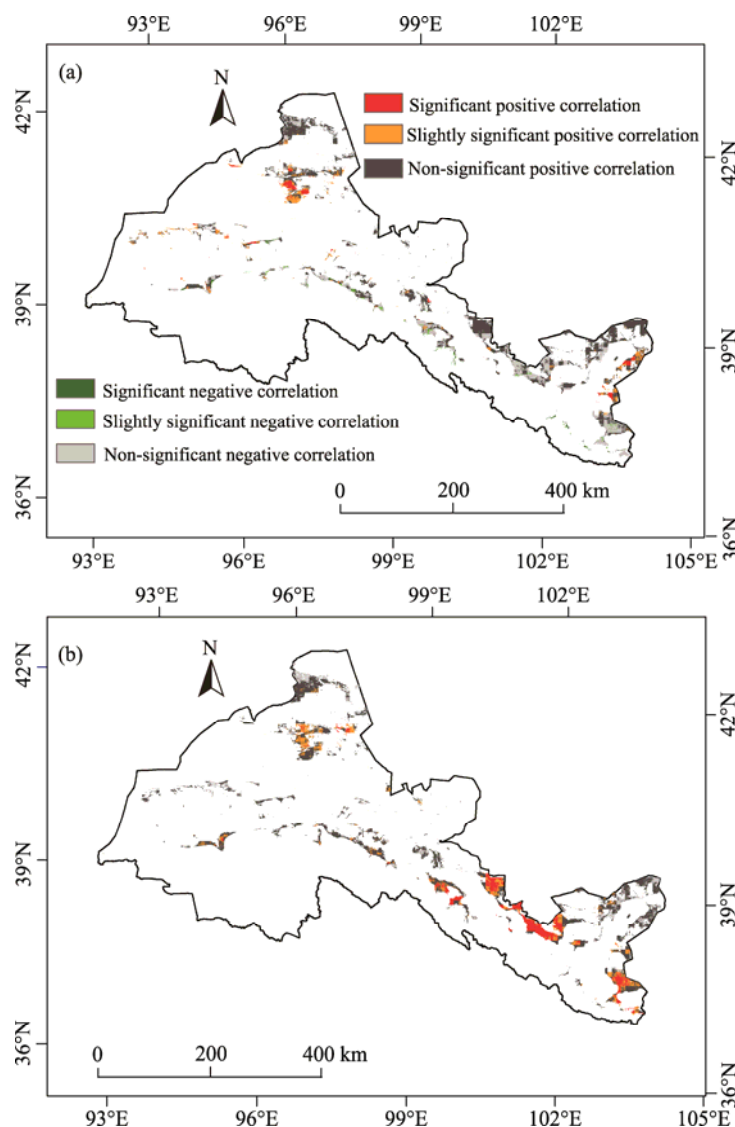 93°E 96°E 99°E 102°E
(a)
N
42°N
Significant positive correlation
Slightly significant positive correlation
Non-significant positive correlation
42°N
39°N
39°N
Significant negative correlation
Slightly significant negative correlation
Non-significant negative correlation
0 200 400 km
36°N
36°N
93°E 96°E 99°E 102°E 105°E
93°E 96°E 99°E 102°E
(b)
N
42°N
42°N
39°N
39°N
0 200 400 km
36°N
36°N
93°E 96°E 99°E 102°E 105°E